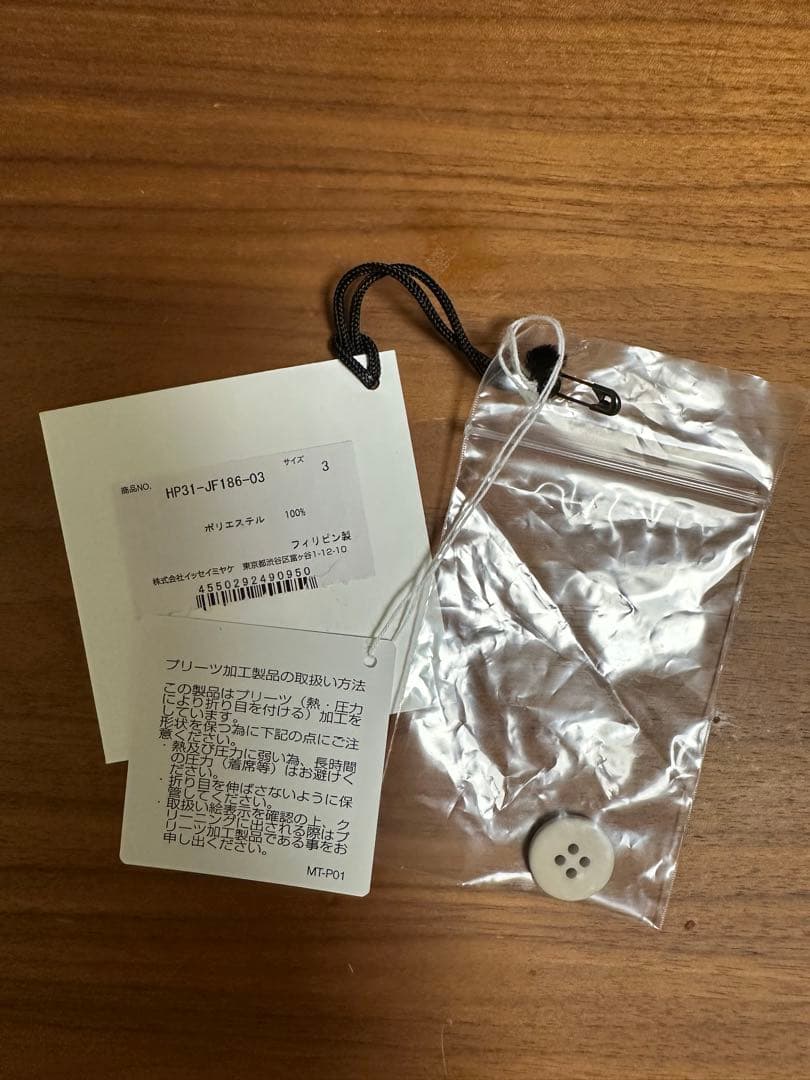 商品NO. HP31-JF186-03 サイズ 3
ポリエステル 100%
フィリピン製
株式会社イッセイミヤケ 東京都渋谷区富ヶ谷1-12-10
4550292490950
プリーツ加工製品の取扱い方法
この製品はプリーツ（熱・圧力
により折り目を付ける）加工を
しています。
形状を保つ為に下記の点にご注
意ください。
・熱及び圧力に弱い為、長時間
の圧力（着席等）はお避けく
ださい。
・折り目を伸ばさないように保
管してください。
・取扱い絵表示を確認の上、ク
リーニングに出される際はプ
リーツ加工製品である事をお
申し出ください。
MT-P01